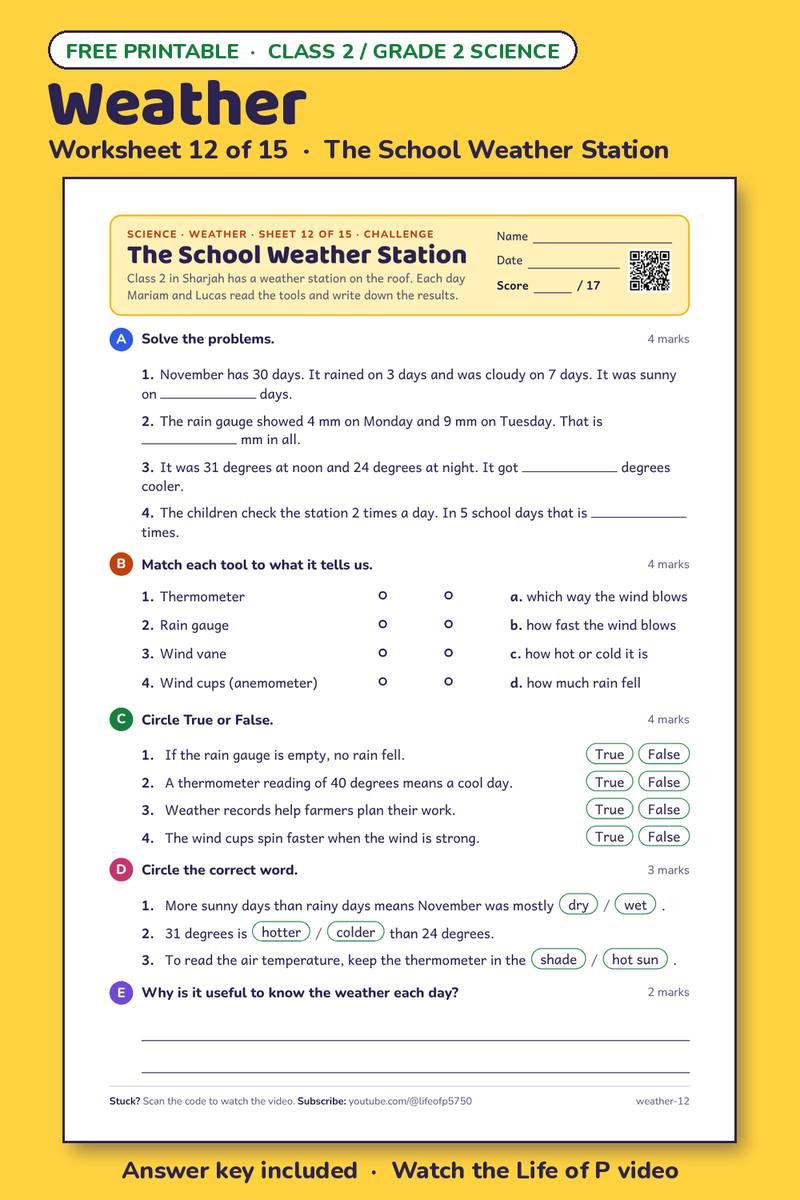 FREE PRINTABLE · CLASS 2 / GRADE 2 SCIENCE
Weather
Worksheet 12 of 15 · The School Weather Station
SCIENCE · WEATHER · SHEET 12 OF 15 · CHALLENGE
The School Weather Station
Class 2 in Sharjah has a weather station on the roof. Each day
Mariam and Lucas read the tools and write down the results.
Name ____________
Date ____________
Score ______ / 17
A Solve the problems. 4 marks
1. November has 30 days. It rained on 3 days and was cloudy on 7 days. It was sunny
on ____________ days.
2. The rain gauge showed 4 mm on Monday and 9 mm on Tuesday. That is
____________ mm in all.
3. It was 31 degrees at noon and 24 degrees at night. It got ____________ degrees
cooler.
4. The children check the station 2 times a day. In 5 school days that is ____________
times.
B Match each tool to what it tells us. 4 marks
1. Thermometer a. which way the wind blows
2. Rain gauge b. how fast the wind blows
3. Wind vane c. how hot or cold it is
4. Wind cups (anemometer) d. how much rain fell
C Circle True or False. 4 marks
1. If the rain gauge is empty, no rain fell. True False
2. A thermometer reading of 40 degrees means a cool day. True False
3. Weather records help farmers plan their work. True False
4. The wind cups spin faster when the wind is strong. True False
D Circle the correct word. 3 marks
1. More sunny days than rainy days means November was mostly dry / wet .
2. 31 degrees is hotter / colder than 24 degrees.
3. To read the air temperature, keep the thermometer in the shade / hot sun .
E Why is it useful to know the weather each day? 2 marks
Stuck? Scan the code to watch the video. Subscribe: youtube.com/@lifeofp5750 weather-12
Answer key included · Watch the Life of P video